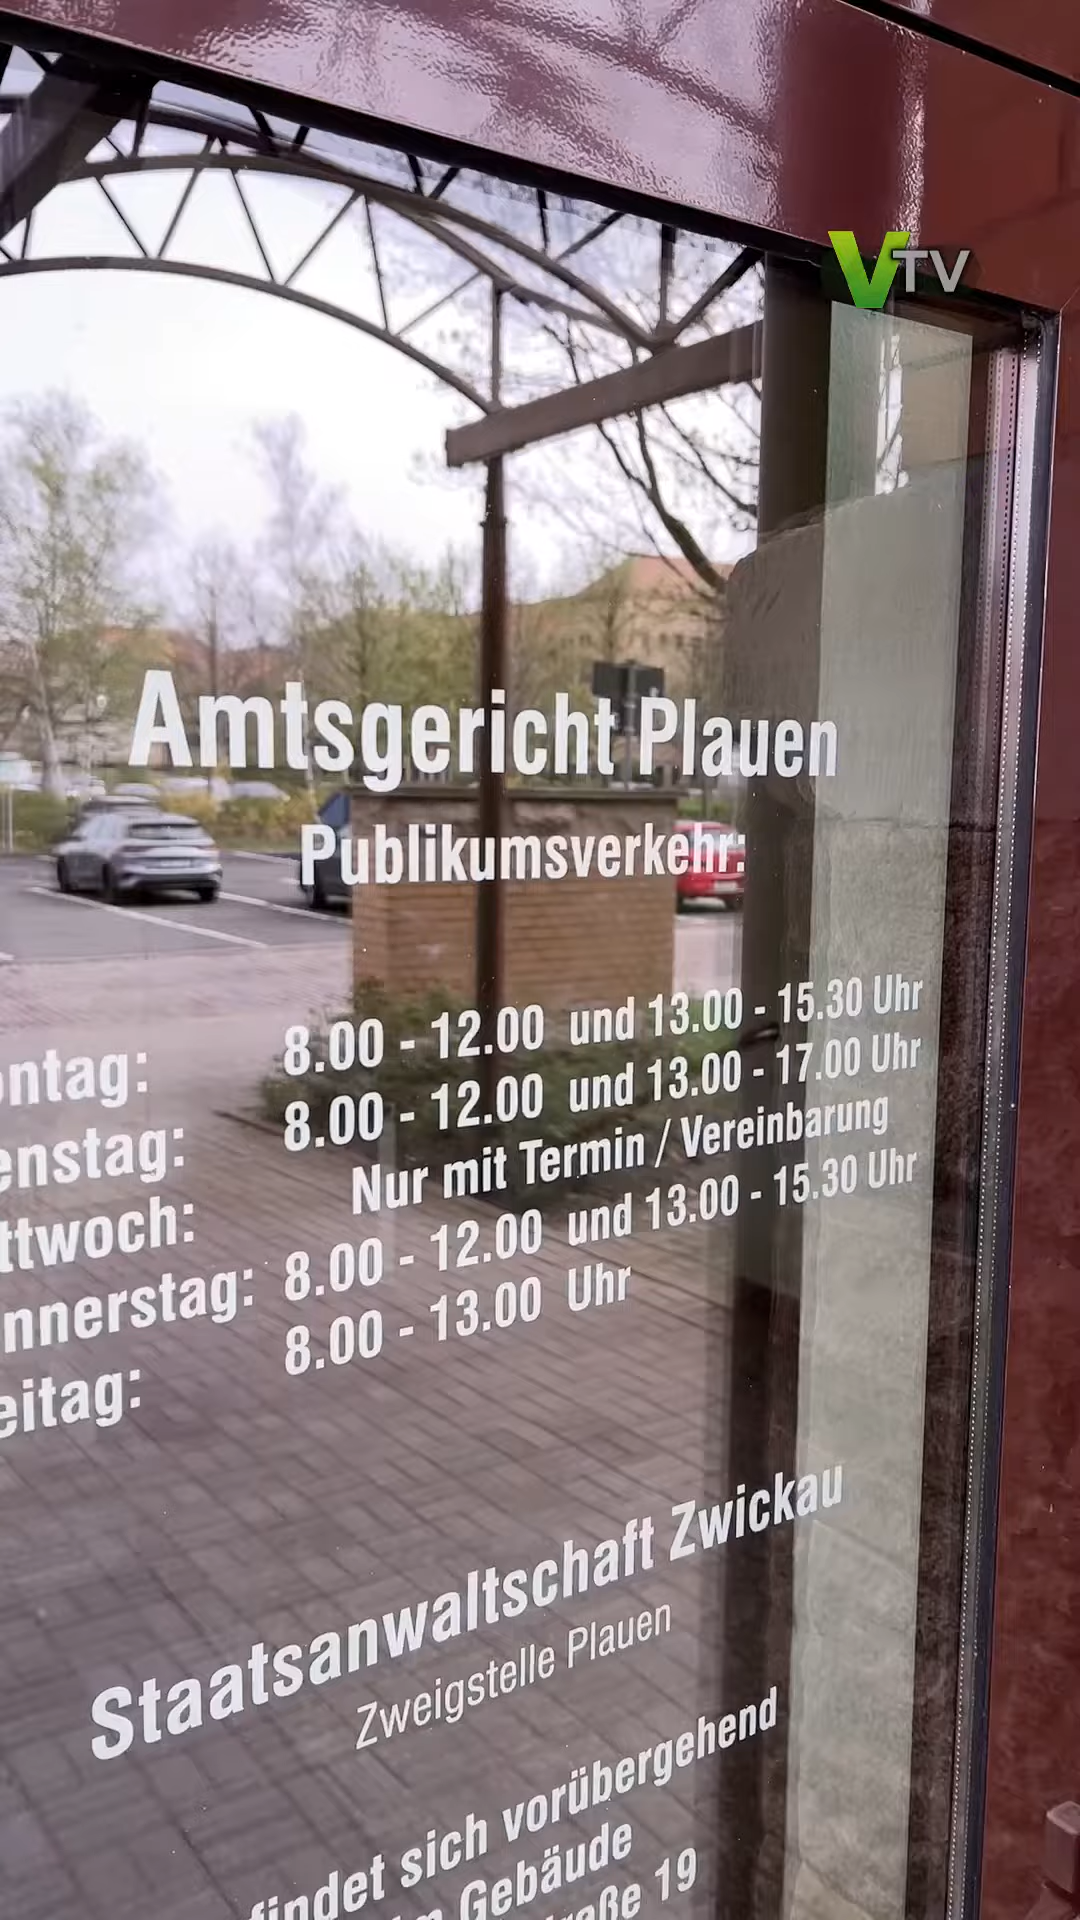 VTV
Amtsgericht Plauen
Publikumsverkehr:
ontag: 8.00 - 12.00 und 13.00 - 15.30 Uhr
enstag: 8.00 - 12.00 und 13.00 - 17.00 Uhr
ttwoch: Nur mit Termin / Vereinbarung
nnerstag: 8.00 - 12.00 und 13.00 - 15.30 Uhr
eitag: 8.00 - 13.00 Uhr
Staatsanwaltschaft Zwickau
Zweigstelle Plauen
findet sich vorübergehend
Gebäude
raße 19